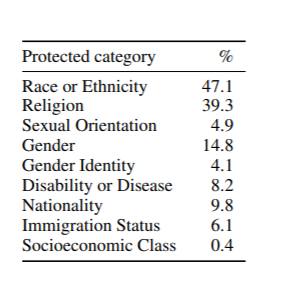 Protected category %
Race or Ethnicity 47.1
Religion 39.3
Sexual Orientation 4.9
Gender 14.8
Gender Identity 4.1
Disability or Disease 8.2
Nationality 9.8
Immigration Status 6.1
Socioeconomic Class 0.4